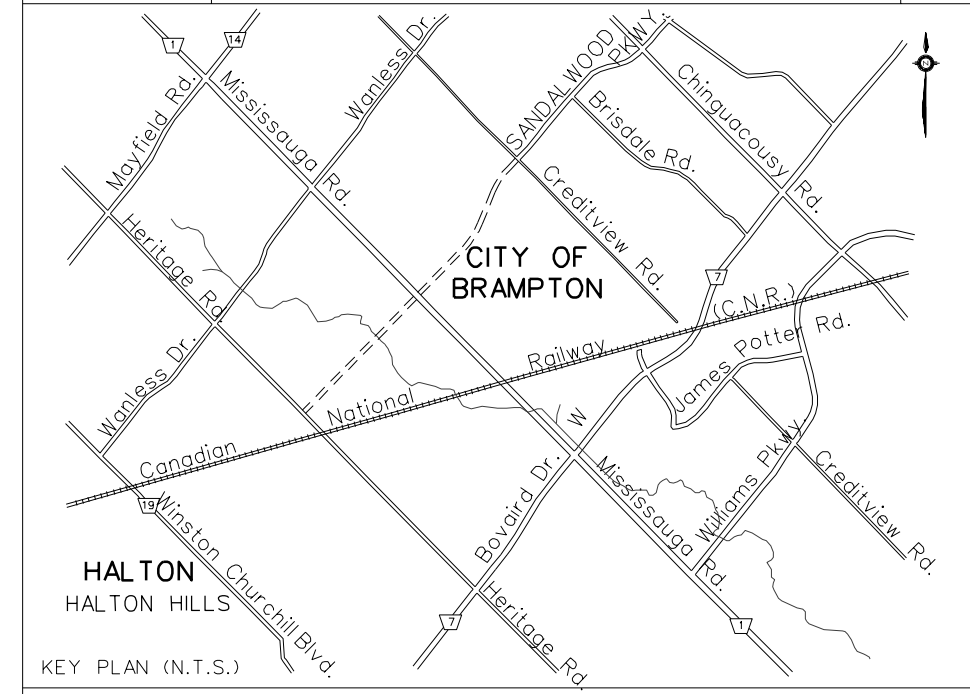 1
14
Mayfield Rd.
Mississauga Rd.
Wanless Dr.
SANDALWOOD PKWY.
Chinguacousy Rd.
Brisdale Rd.
N
Heritage Rd
Creditview Rd.
CITY OF
BRAMPTON
7
(C.N.R.)
Wanless Dr.
Canadian National Railway
James Potter Rd.
Bovaird Dr. W
Mississauga Rd.
Williams Pkwy.
Creditview Rd.
19
Winston Churchill Blvd.
HALTON
HALTON HILLS
7
Heritage Rd.
1
KEY PLAN (N.T.S.)